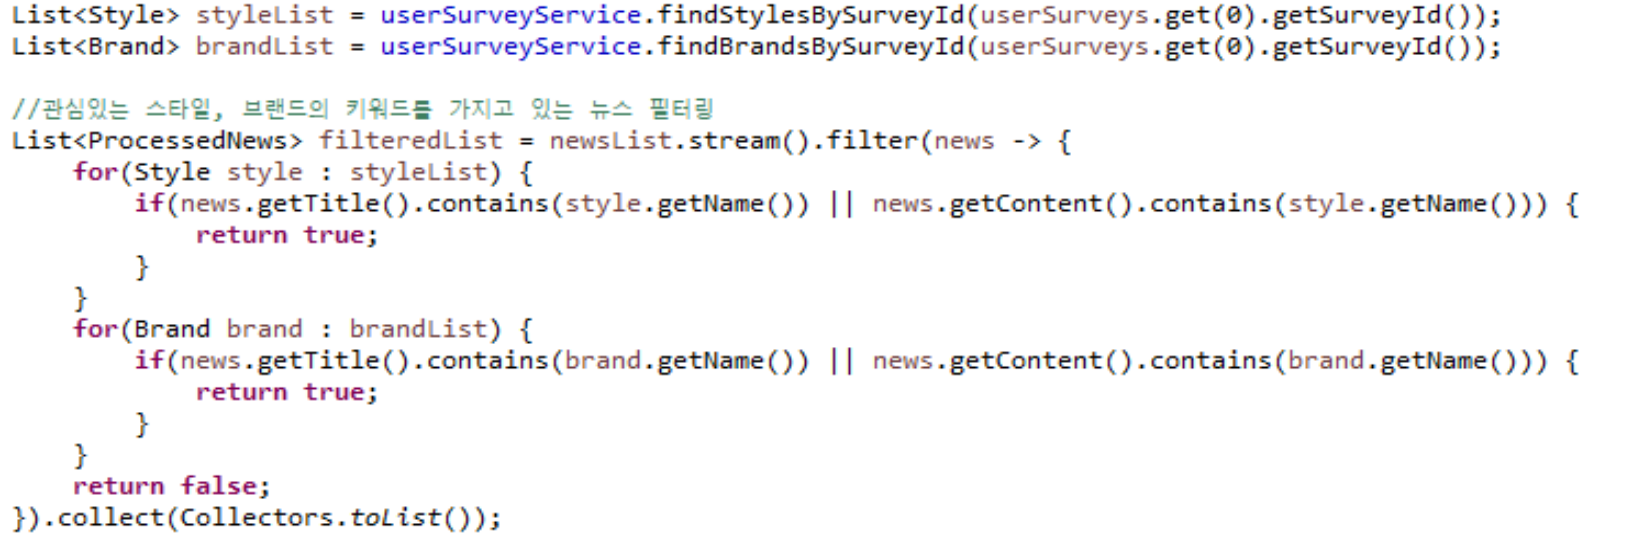 List<Style> styleList = userSurveyService.findStylesBySurveyId(userSurveys.get(0).getSurveyId());
List<Brand> brandList = userSurveyService.findBrandsBySurveyId(userSurveys.get(0).getSurveyId());

//관심있는 스타일, 브랜드의 키워드를 가지고 있는 뉴스 필터링
List<ProcessedNews> filteredList = newsList.stream().filter(news -> {
    for(Style style : styleList) {
        if(news.getTitle().contains(style.getName()) || news.getContent().contains(style.getName())) {
            return true;
        }
    }
    for(Brand brand : brandList) {
        if(news.getTitle().contains(brand.getName()) || news.getContent().contains(brand.getName())) {
            return true;
        }
    }
    return false;
}).collect(Collectors.toList());